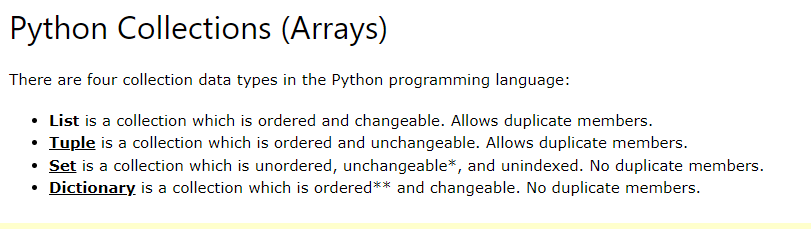 Python Collections (Arrays)
There are four collection data types in the Python programming language:
• List is a collection which is ordered and changeable. Allows duplicate members.
• Tuple is a collection which is ordered and unchangeable. Allows duplicate members.
• Set is a collection which is unordered, unchangeable*, and unindexed. No duplicate members.
• Dictionary is a collection which is ordered** and changeable. No duplicate members.